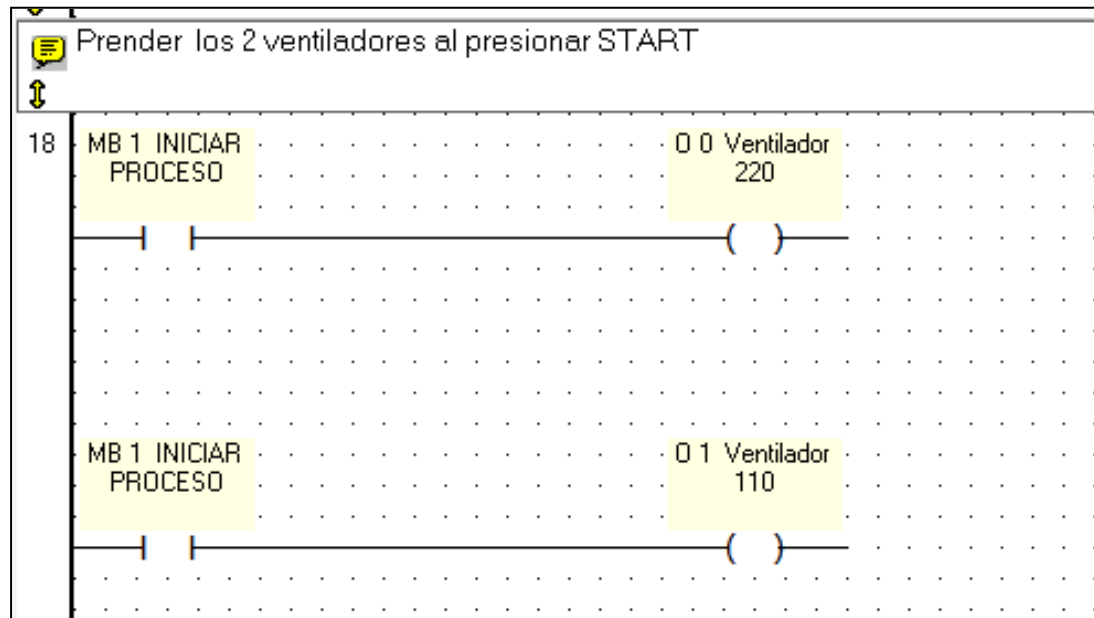 Prender los 2 ventiladores al presionar START
18
MB 1 INICIAR
PROCESO
O 0 Ventilador
220
MB 1 INICIAR
PROCESO
O 1 Ventilador
110